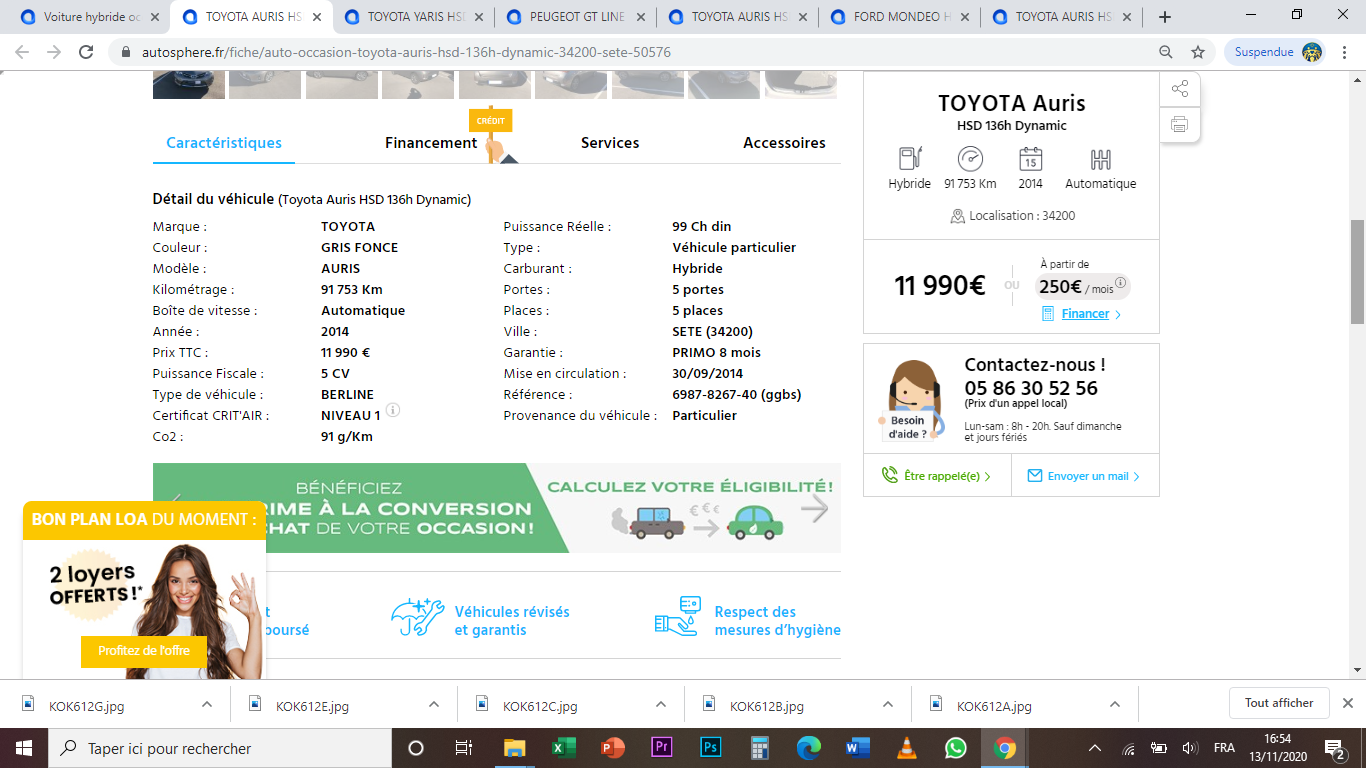 Voiture hybride oc
TOYOTA AURIS HS
TOYOTA YARIS HSD
PEUGEOT GT LINE
TOYOTA AURIS HS
FORD MONDEO H
TOYOTA AURIS HS
autosphere.fr/fiche/auto-occasion-toyota-auris-hsd-136h-dynamic-34200-sete-50576
Suspendue
CRÉDIT
Caractéristiques Financement Services Accessoires
Détail du véhicule (Toyota Auris HSD 136h Dynamic)
Marque : TOYOTA Puissance Réelle : 99 Ch din
Couleur : GRIS FONCE Type : Véhicule particulier
Modèle : AURIS Carburant : Hybride
Kilométrage : 91 753 Km Portes : 5 portes
Boîte de vitesse : Automatique Places : 5 places
Année : 2014 Ville : SETE (34200)
Prix TTC : 11 990 € Garantie : PRIMO 8 mois
Puissance Fiscale : 5 CV Mise en circulation : 30/09/2014
Type de véhicule : BERLINE Référence : 6987-8267-40 (ggbs)
Certificat CRIT'AIR : NIVEAU 1 Provenance du véhicule : Particulier
Co2 : 91 g/Km
TOYOTA Auris
HSD 136h Dynamic
15
Hybride 91 753 Km 2014 Automatique
Localisation : 34200
11 990€ ou
À partir de
250€ / mois
Financer
Contactez-nous !
05 86 30 52 56
(Prix d'un appel local)
Lun-sam : 8h - 20h. Sauf dimanche
et jours fériés
Besoin
d'aide ?
Être rappelé(e) Envoyer un mail
BÉNÉFICIEZ
RIME À LA CONVERSION
HAT DE VOTRE OCCASION !
CALCULEZ VOTRE ÉLIGIBILITÉ !
€ € €
BON PLAN LOA DU MOMENT :
2 loyers
OFFERTS !*
Profitez de l'offre
t
boursé
Véhicules révisés
et garantis
Respect des
mesures d'hygiène
KOK612G.jpg
KOK612E.jpg
KOK612C.jpg
KOK612B.jpg
KOK612A.jpg
Tout afficher
Taper ici pour rechercher
FRA
16:54
13/11/2020
2